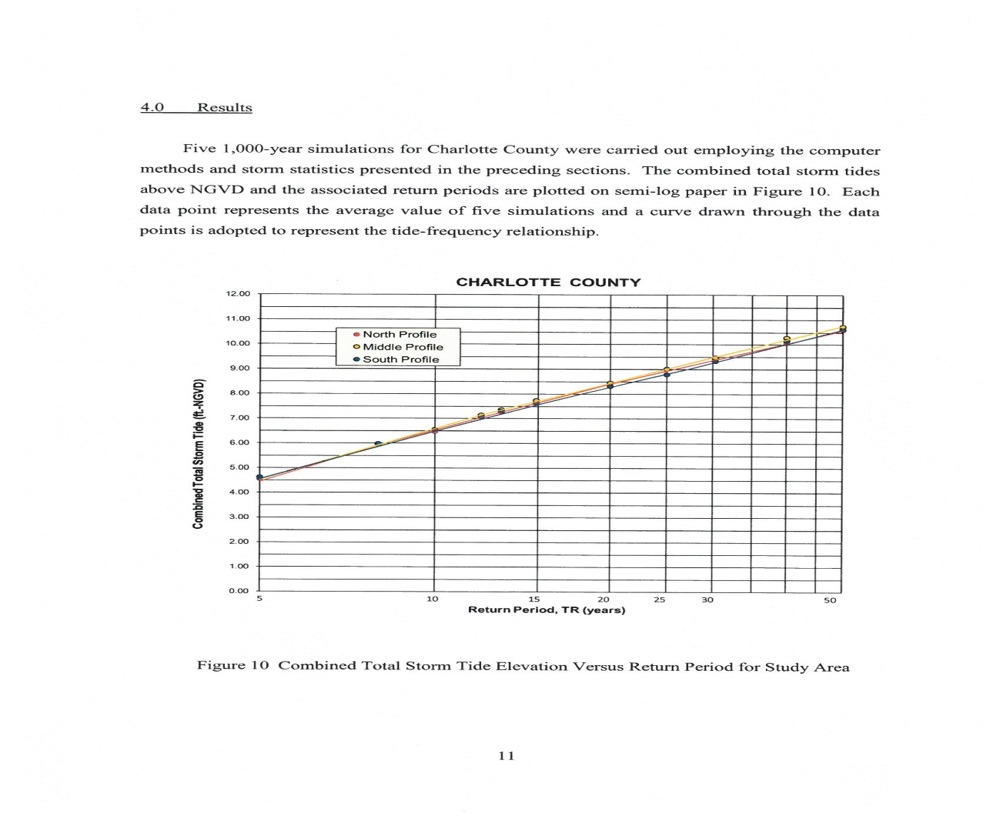 4.0 Results
Five 1,000-year simulations for Charlotte County were carried out employing the computer
methods and storm statistics presented in the preceding sections. The combined total storm tides
above NGVD and the associated return periods are plotted on semi-log paper in Figure 10. Each
data point represents the average value of five simulations and a curve drawn through the data
points is adopted to represent the tide-frequency relationship.
CHARLOTTE COUNTY
12.00
11.00
10.00
9.00
8.00
7.00
6.00
5.00
4.00
3.00
2.00
1.00
0.00
Combined Total Storm Tide (ft.-NGVD)
North Profile
Middle Profile
South Profile
5 10 15 20 25 30 50
Return Period, TR (years)
Figure 10 Combined Total Storm Tide Elevation Versus Return Period for Study Area
11